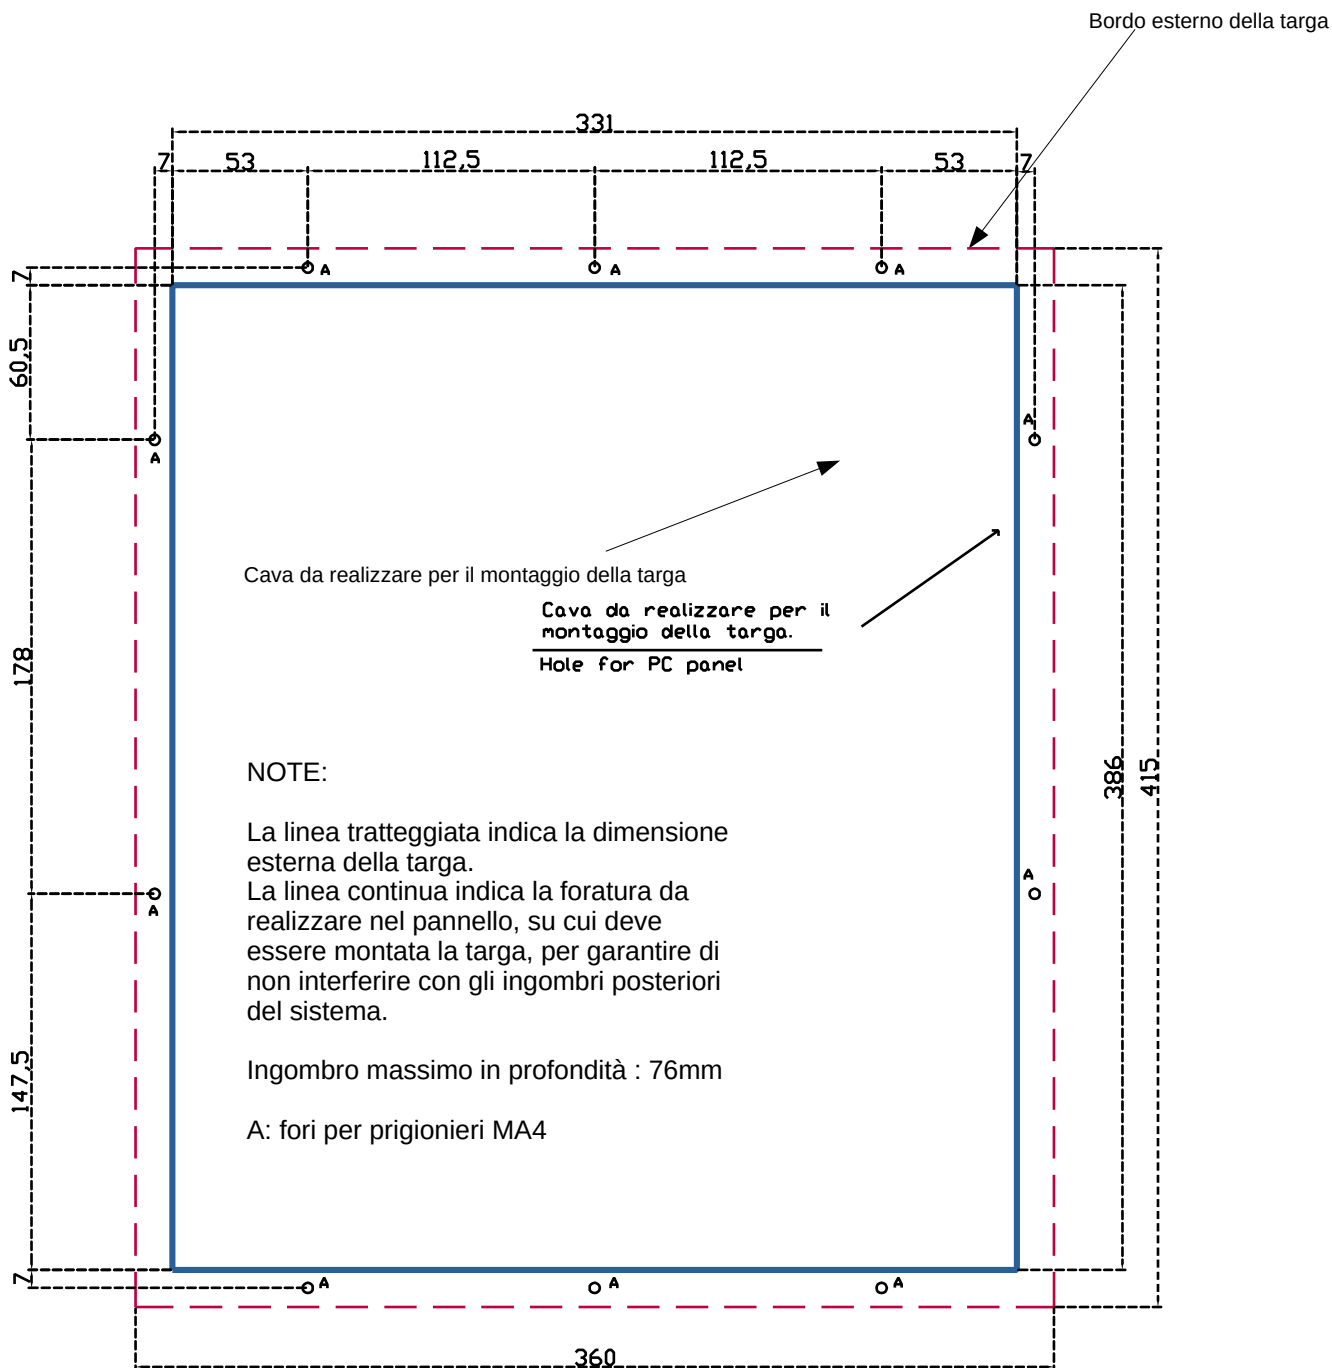 Bordo esterno della targa
331
7 53 112,5 112,5 53 7
A A A
7
60,5
A
A
Cava da realizzare per il montaggio della targa
Cava da realizzare per il
montaggio della targa.
Hole for PC panel
178
386
415
NOTE:
La linea tratteggiata indica la dimensione
esterna della targa.
La linea continua indica la foratura da
realizzare nel pannello, su cui deve
essere montata la targa, per garantire di
non interferire con gli ingombri posteriori
del sistema.
A
A
Ingombro massimo in profondità : 76mm
147,5
A: fori per prigionieri MA4
7
A A A
360